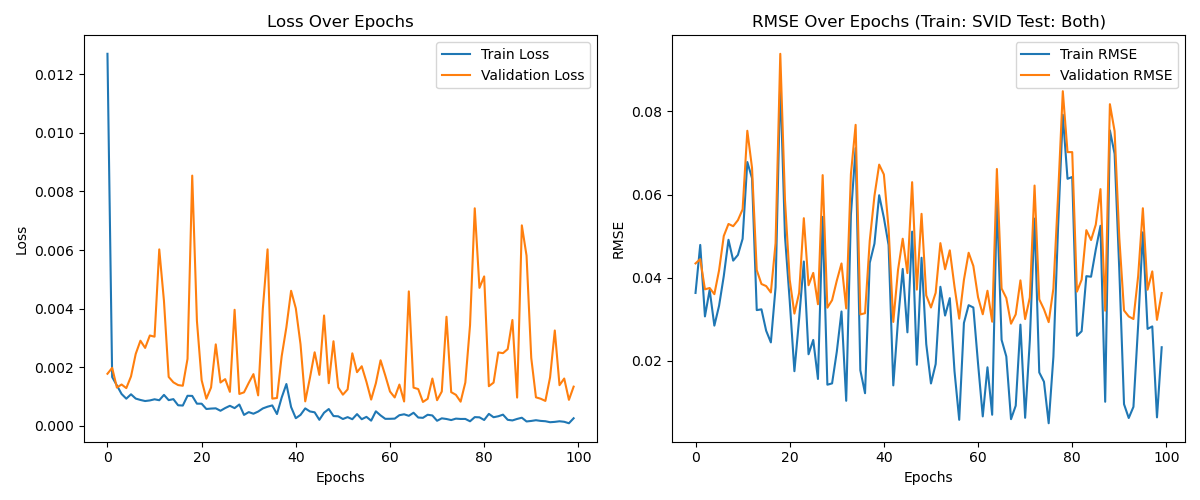 Loss Over Epochs
Train Loss
Validation Loss
0.012
0.010
0.008
0.006
0.004
0.002
0.000
Loss
0 20 40 60 80 100
Epochs
RMSE Over Epochs (Train: SVID Test: Both)
Train RMSE
Validation RMSE
0.08
0.06
0.04
0.02
RMSE
0 20 40 60 80 100
Epochs